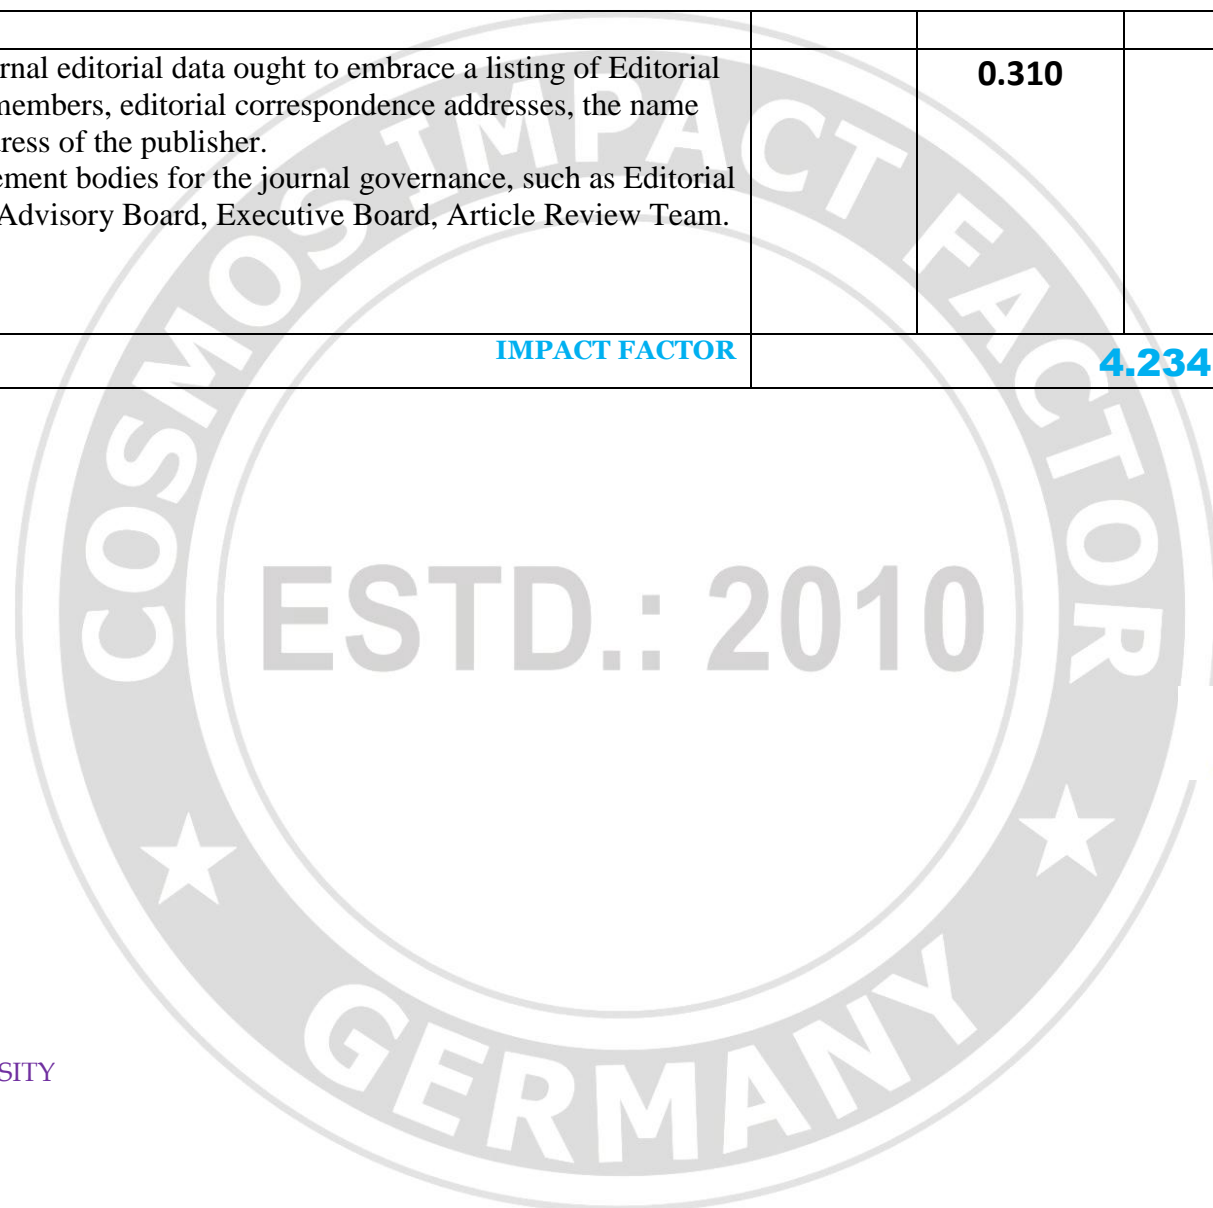 rnal editorial data ought to embrace a listing of Editorial
members, editorial correspondence addresses, the name
ress of the publisher.
ement bodies for the journal governance, such as Editorial
Advisory Board, Executive Board, Article Review Team.
0.310
IMPACT FACTOR
4.234
COSMOS IMPACT FACTOR
ESTD.: 2010
GERMANY
SITY